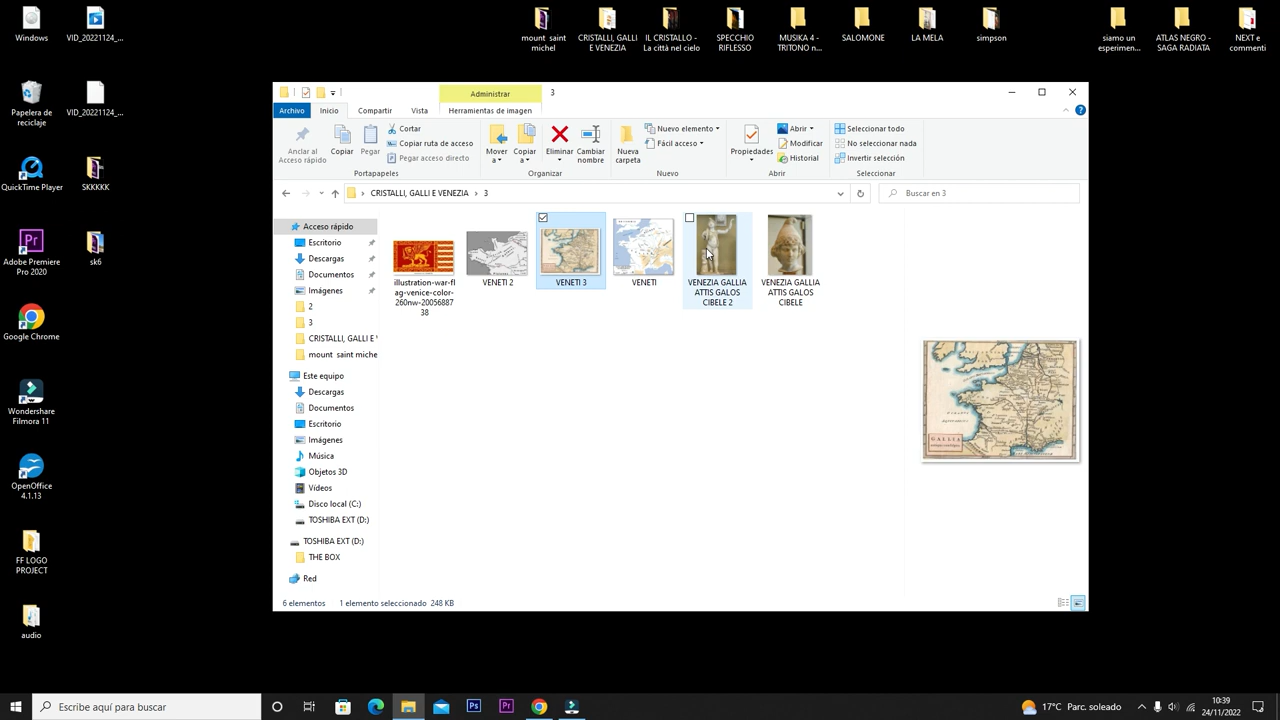 Windows
VID_20221124_...
mount saint
michel
CRISTALLI, GALLI
E VENEZIA
IL CRISTALLO -
La città nel cielo
SPECCHIO
RIFLESSO
MUSIKA 4 -
TRITONO n...
SALOMONE
LA MELA
simpson
siamo un
esperimen...
ATLAS NEGRO -
SAGA RADIATA
NEXT e
commenti
Papelera de
reciclaje
VID_20221124_...
QuickTime Player
SKKKKK
Adobe Premiere
Pro 2020
sk6
Google Chrome
Wondershare
Filmora 11
OpenOffice
4.1.13
FF LOGO
PROJECT
audio
Administrar
3
Archivo
Inicio
Compartir
Vista
Herramientas de imagen
Anclar al
Acceso rápido
Copiar
Pegar
Cortar
Copiar ruta de acceso
Pegar acceso directo
Portapapeles
Mover
a
Copiar
a
Eliminar
Cambiar
nombre
Organizar
Nueva
carpeta
Nuevo elemento
Fácil acceso
Nuevo
Propiedades
Abrir
Modificar
Historial
Abrir
Seleccionar todo
No seleccionar nada
Invertir selección
Seleccionar
CRISTALLI, GALLI E VENEZIA > 3
Buscar en 3
Acceso rápido
Escritorio
Descargas
Documentos
Imágenes
2
3
CRISTALLI, GALLI E
mount saint miche
Este equipo
Descargas
Documentos
Escritorio
Imágenes
Música
Objetos 3D
Vídeos
Disco local (C:)
TOSHIBA EXT (D:)
TOSHIBA EXT (D:)
THE BOX
Red
illustration-war-fl
ag-venice-color-
260nw-20056887
38
VENETI 2
VENETI 3
VENETI
VENEZIA GALLIA
ATTIS GALOS
CIBELE 2
VENEZIA GALLIA
ATTIS GALOS
CIBELE
GALLIA
6 elementos
1 elemento seleccionado 248 KB
Escribe aquí para buscar
17°C Parc. soleado
10:39
24/11/2022